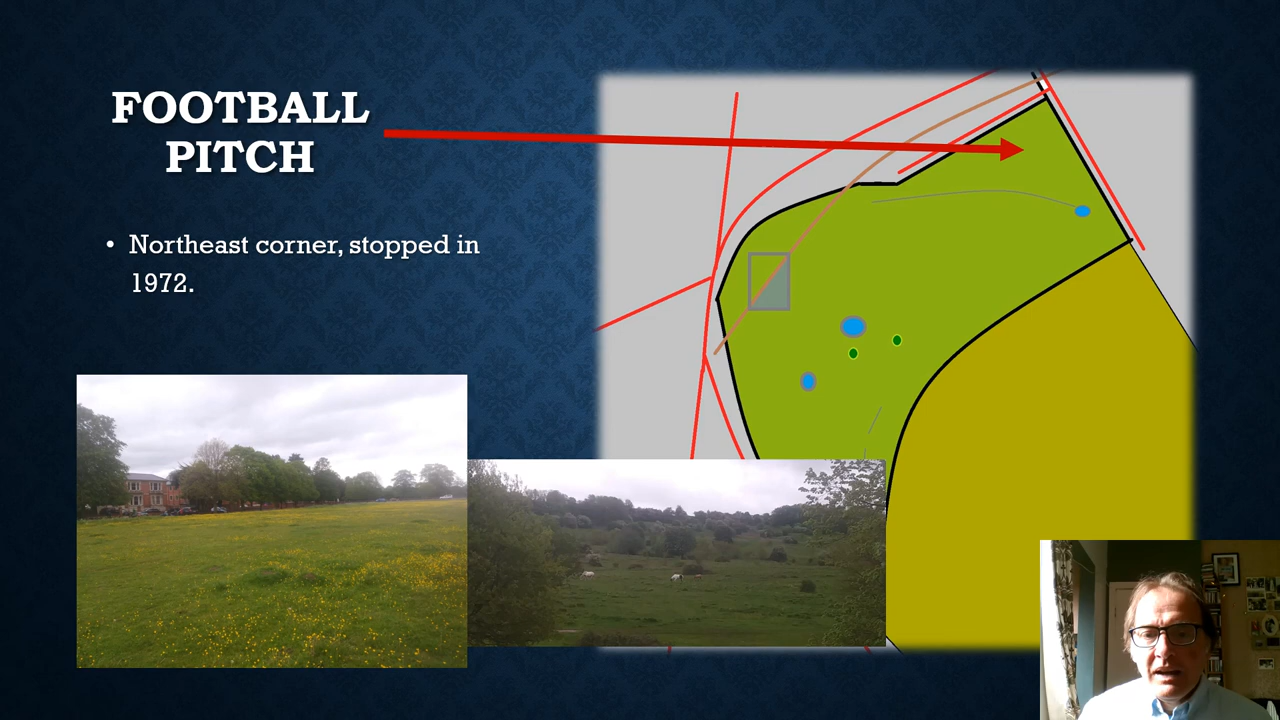 FOOTBALL
PITCH
• Northeast corner, stopped in
1972.